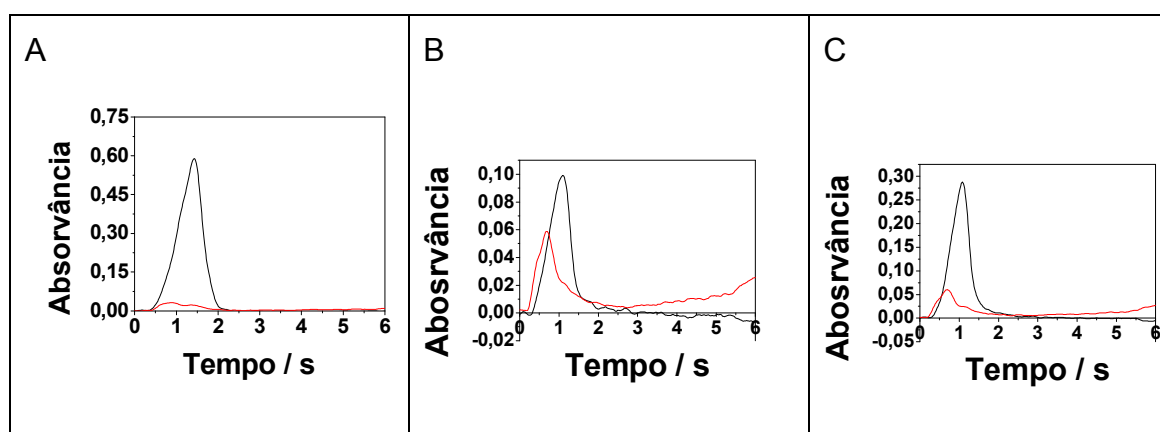 A
0,75
0,60
0,45
0,30
0,15
0,00
Absorvância
0 1 2 3 4 5 6
Tempo / s
B
0,10
0,08
0,06
0,04
0,02
0,00
-0,02
Abosrvância
0 1 2 3 4 5 6
Tempo / s
C
0,30
0,25
0,20
0,15
0,10
0,05
0,00
-0,05
Abosrvância
0 1 2 3 4 5 6
Tempo / s